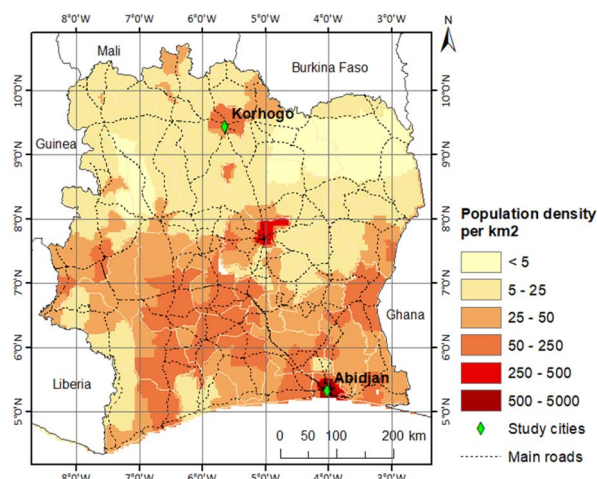 8°0'W 7°0'W 6°0'W 5°0'W 4°0'W 3°0'W
N
Mali
Burkina Faso
10°0'N
10°0'N
Korhogo
Guinea
9°0'N
9°0'N
8°0'N
8°0'N
7°0'N
7°0'N
Ghana
6°0'N
6°0'N
Liberia
Abidjan
5°0'N
5°0'N
0 50 100 200 km
8°0'W 7°0'W 6°0'W 5°0'W 4°0'W 3°0'W
Population density
per km2
< 5
5 - 25
25 - 50
50 - 250
250 - 500
500 - 5000
Study cities
Main roads